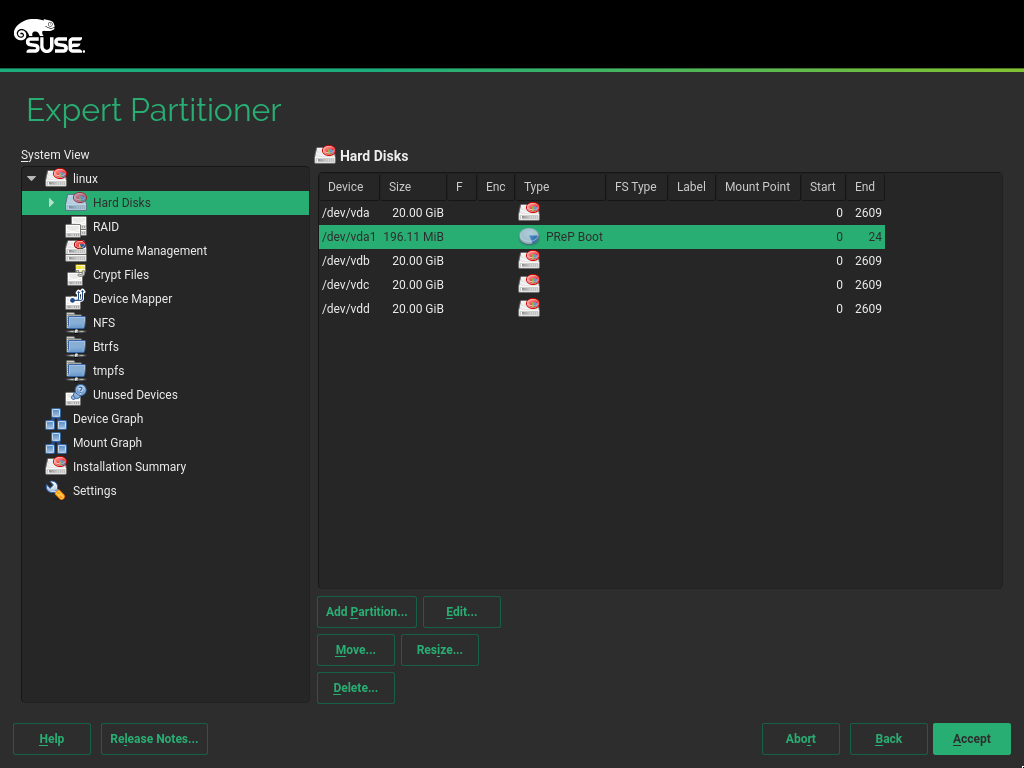 SUSE.
Expert Partitioner
System View
linux
Hard Disks
RAID
Volume Management
Crypt Files
Device Mapper
NFS
Btrfs
tmpfs
Unused Devices
Device Graph
Mount Graph
Installation Summary
Settings
Hard Disks
Device Size F Enc Type FS Type Label Mount Point Start End
/dev/vda 20.00 GiB 0 2609
/dev/vda1 196.11 MiB PReP Boot 0 24
/dev/vdb 20.00 GiB 0 2609
/dev/vdc 20.00 GiB 0 2609
/dev/vdd 20.00 GiB 0 2609
Add Partition... Edit...
Move... Resize...
Delete...
Help Release Notes... Abort Back Accept